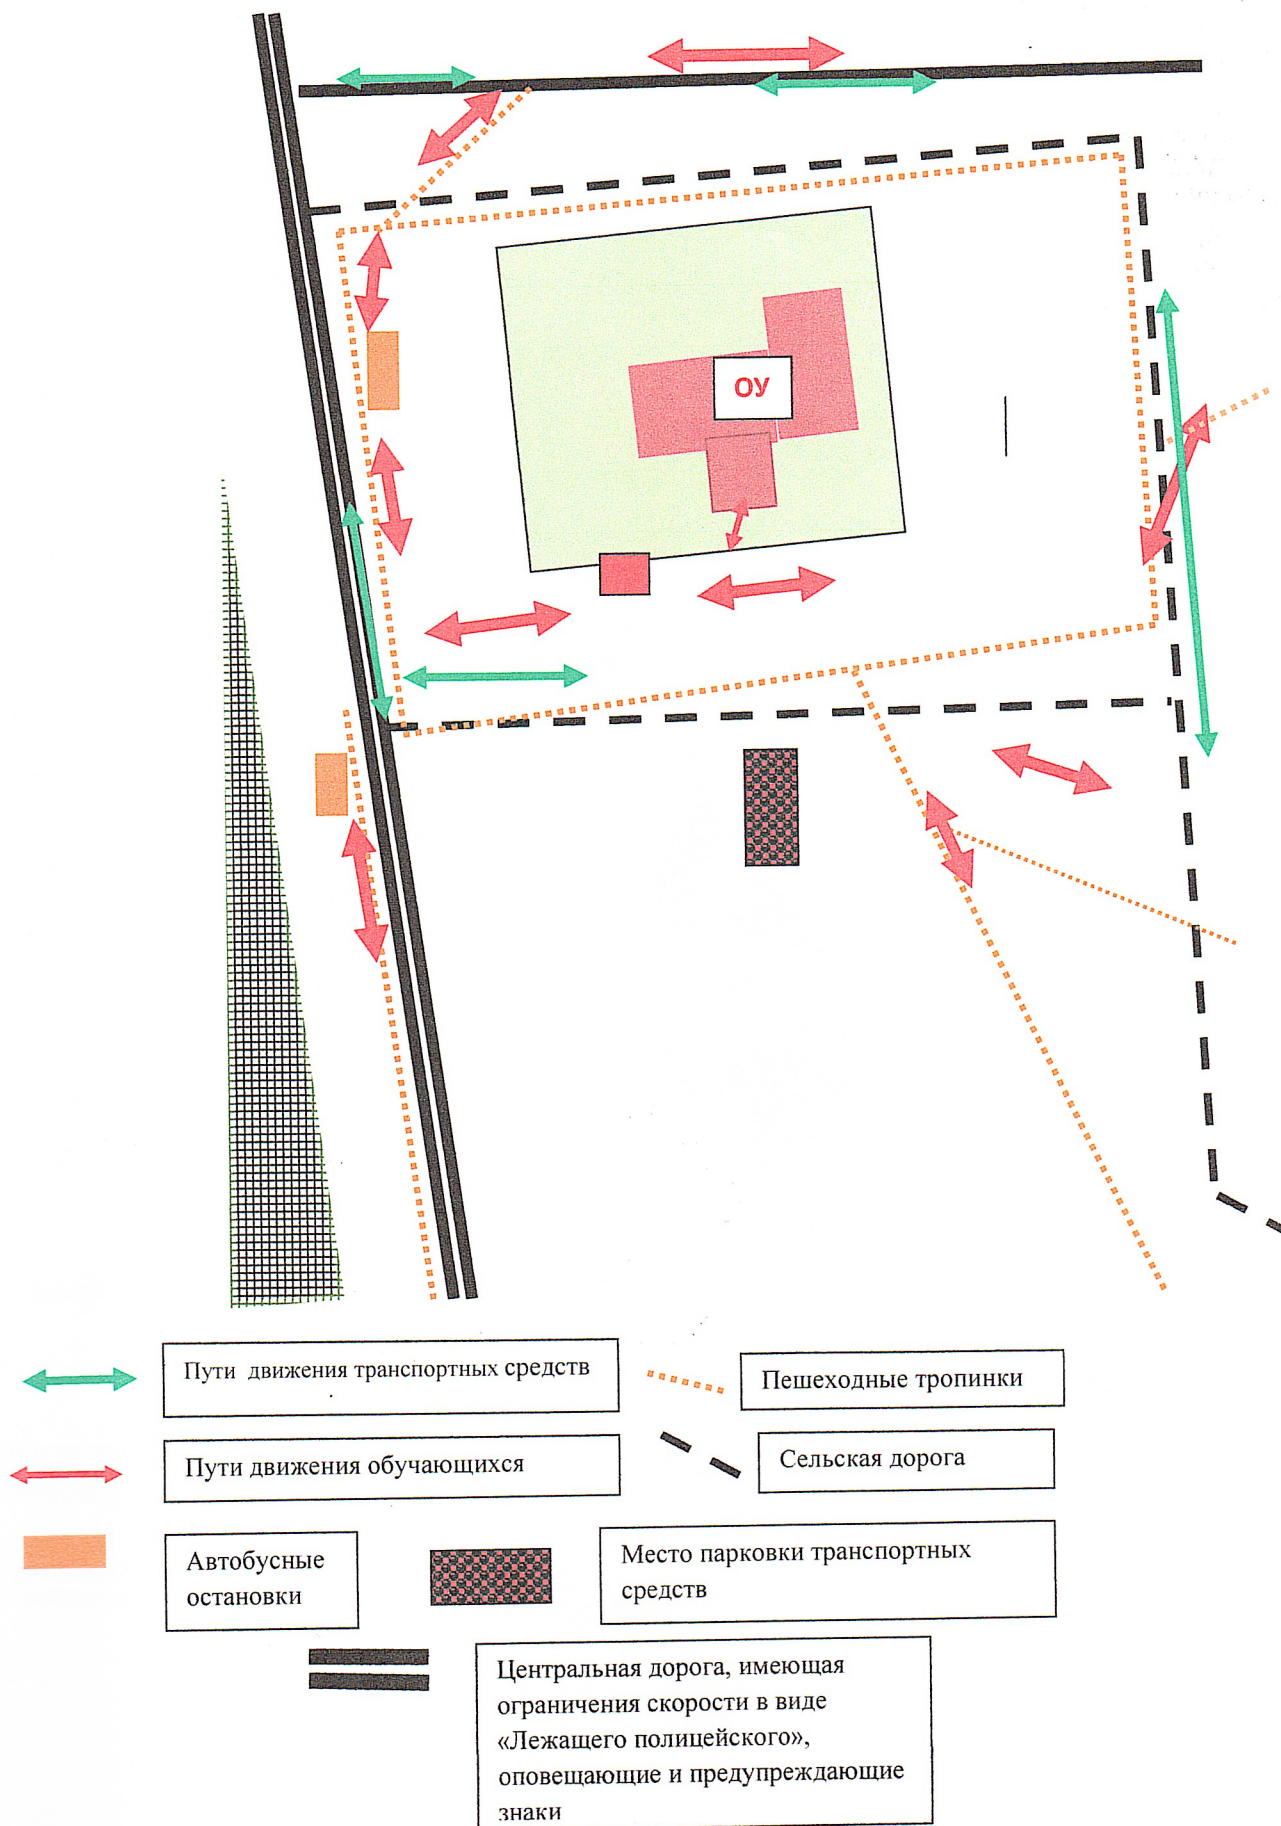 ОУ
Пути движения транспортных средств
Пешеходные тропинки
Пути движения обучающихся
Сельская дорога
Автобусные
остановки
Место парковки транспортных
средств
Центральная дорога, имеющая
ограничения скорости в виде
«Лежащего полицейского»,
оповещающие и предупреждающие
знаки